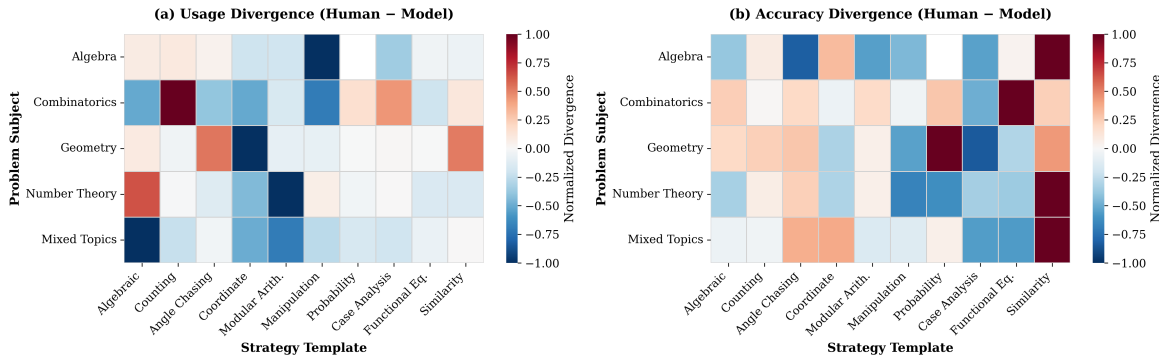 (a) Usage Divergence (Human − Model)
Problem Subject
Algebra
Combinatorics
Geometry
Number Theory
Mixed Topics
Algebraic
Counting
Angle Chasing
Coordinate
Modular Arith.
Manipulation
Probability
Case Analysis
Functional Eq.
Similarity
Strategy Template
1.00
0.75
0.50
0.25
0.00
−0.25
−0.50
−0.75
−1.00
Normalized Divergence
(b) Accuracy Divergence (Human − Model)
Problem Subject
Algebra
Combinatorics
Geometry
Number Theory
Mixed Topics
Algebraic
Counting
Angle Chasing
Coordinate
Modular Arith.
Manipulation
Probability
Case Analysis
Functional Eq.
Similarity
Strategy Template
1.00
0.75
0.50
0.25
0.00
−0.25
−0.50
−0.75
−1.00
Normalized Divergence